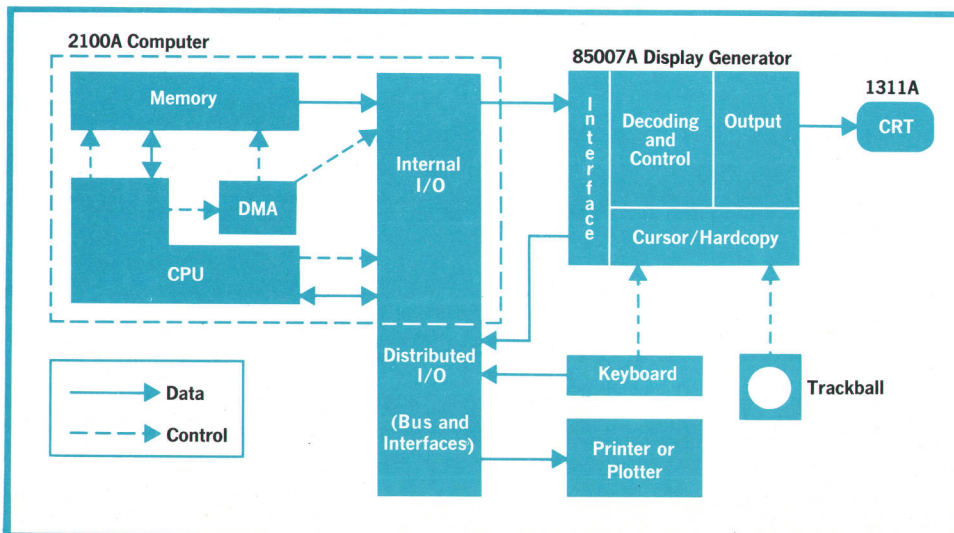 2100A Computer
Memory
DMA
CPU
Internal
I/O
Distributed
I/O
(Bus and
Interfaces)
85007A Display Generator
Interface
Decoding
and
Control
Output
Cursor/Hardcopy
1311A
CRT
Keyboard
Trackball
Printer or
Plotter
Data
Control